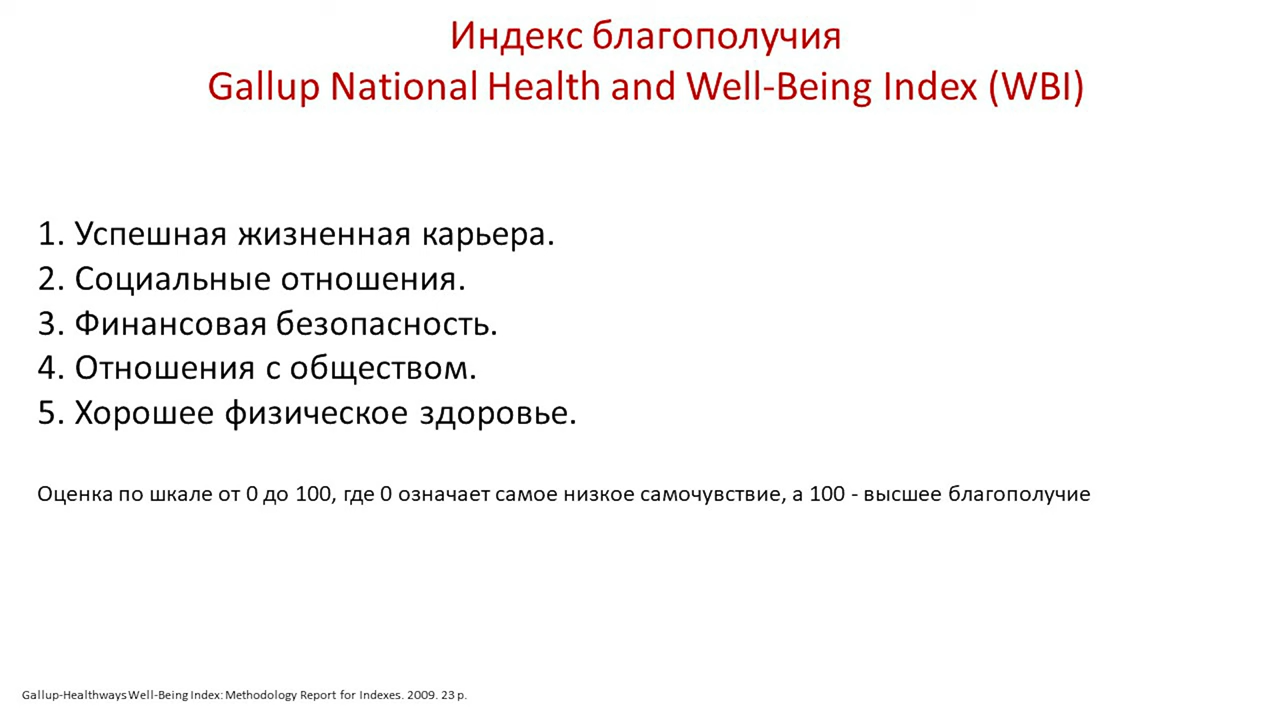 Индекс благополучия
Gallup National Health and Well-Being Index (WBI)
1. Успешная жизненная карьера.
2. Социальные отношения.
3. Финансовая безопасность.
4. Отношения с обществом.
5. Хорошее физическое здоровье.
Оценка по шкале от 0 до 100, где 0 означает самое низкое самочувствие, а 100 - высшее благополучие
Gallup-Healthways Well-Being Index: Methodology Report for Indexes. 2009. 23 p.